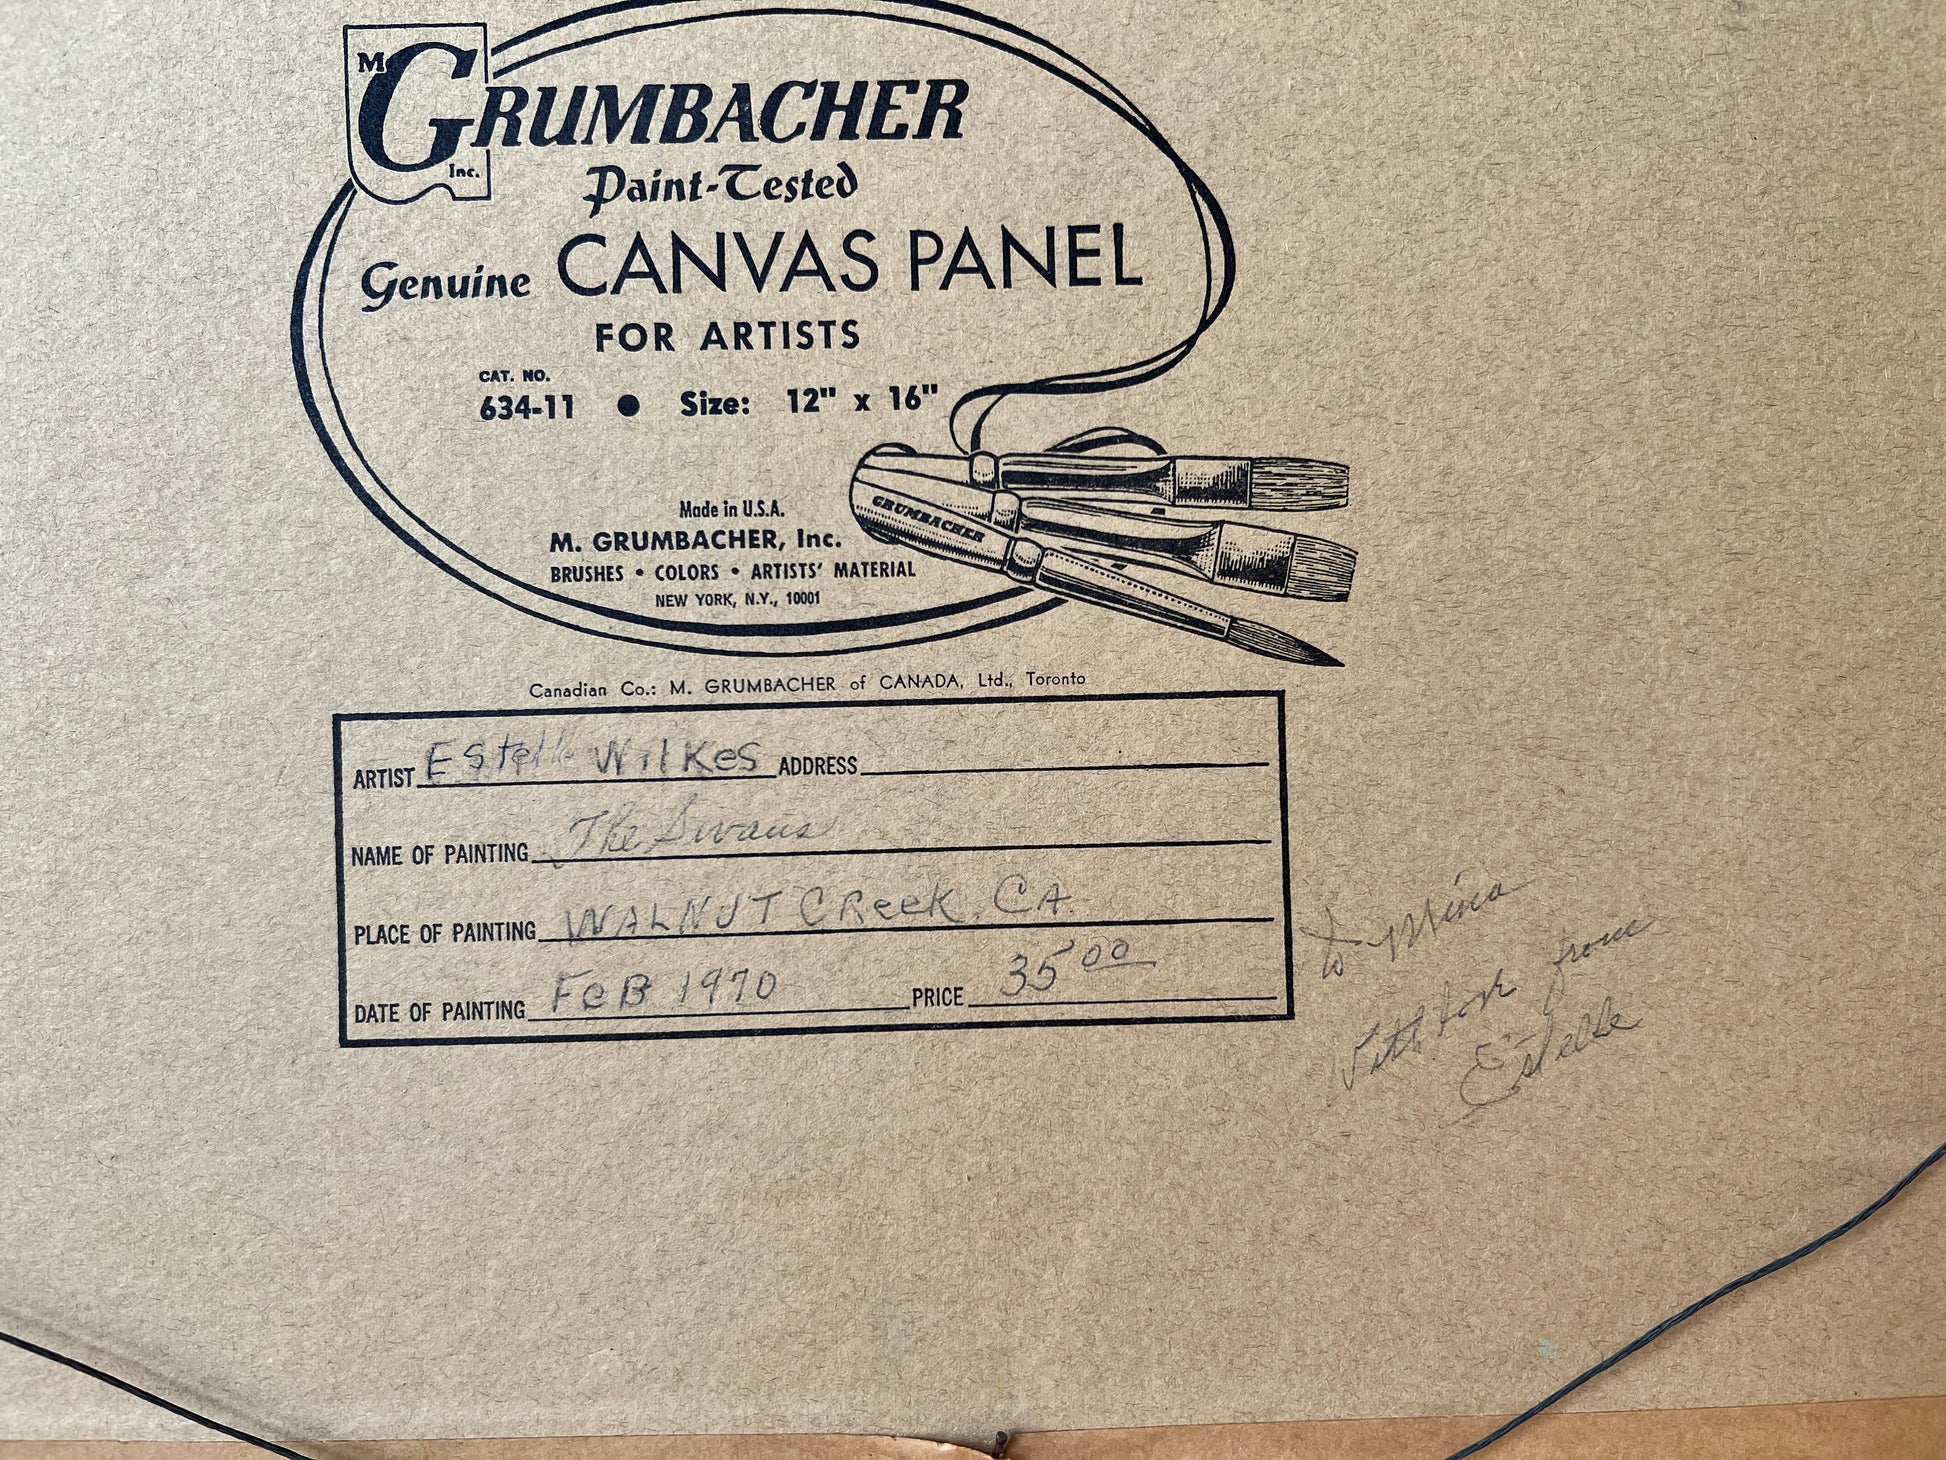 M GRUMBACHER Inc.
Paint-Tested
Genuine CANVAS PANEL
FOR ARTISTS
CAT. NO.
634-11 • Size: 12" x 16"
GRUMBACHER
Made in U.S.A.
M. GRUMBACHER, Inc.
BRUSHES • COLORS • ARTISTS' MATERIAL
NEW YORK, N.Y., 10001
Canadian Co.: M. GRUMBACHER of CANADA, Ltd., Toronto
ARTIST Estelle Wilkes ADDRESS
NAME OF PAINTING The Swans
PLACE OF PAINTING WALNUT CReek, CA.
DATE OF PAINTING FeB 1970 PRICE 35 00
to
from
Estelle